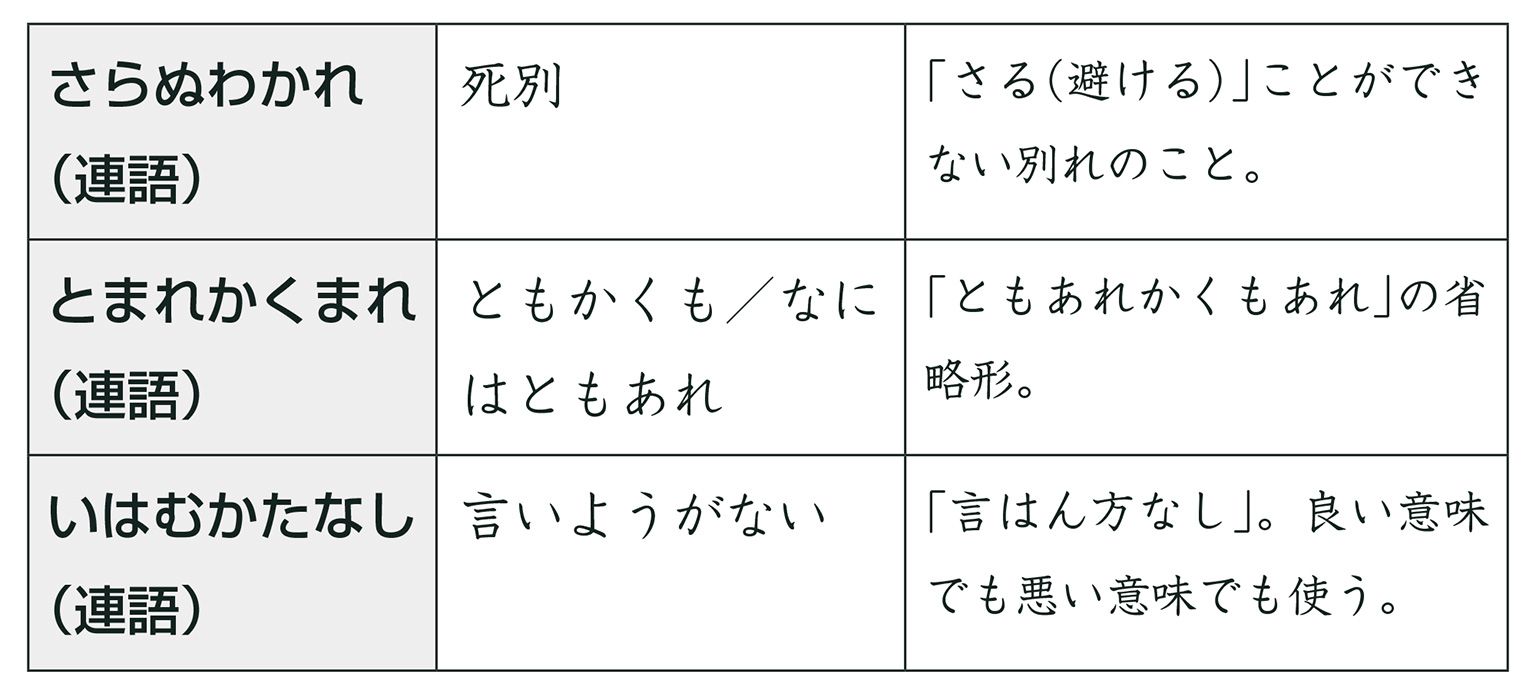 さらぬわかれ
（連語）
死別
「さる（避ける）」ことができ
ない別れのこと。
とまれかくまれ
（連語）
ともかくも／なに
はともあれ
「ともあれかくもあれ」の省
略形。
いはむかたなし
（連語）
言いようがない
「言はん方なし」。良い意味
でも悪い意味でも使う。